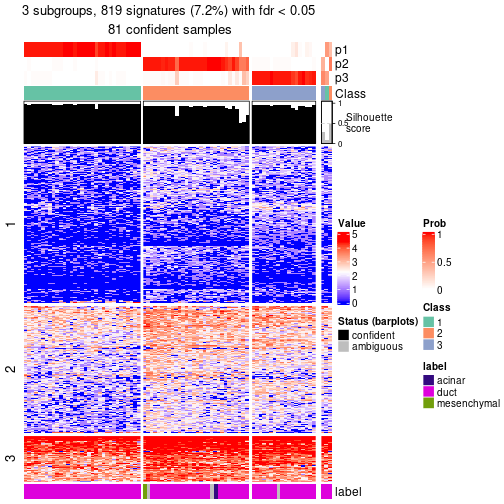 3 subgroups, 819 signatures (7.2%) with fdr < 0.05
81 confident samples
p1
p2
p3
Class
1
0.5
0
Silhouette
score
1
2
3
label
Value
5
4
3
2
1
0
Prob
1
0.5
0
Status (barplots)
confident
ambiguous
Class
1
2
3
label
acinar
duct
mesenchymal